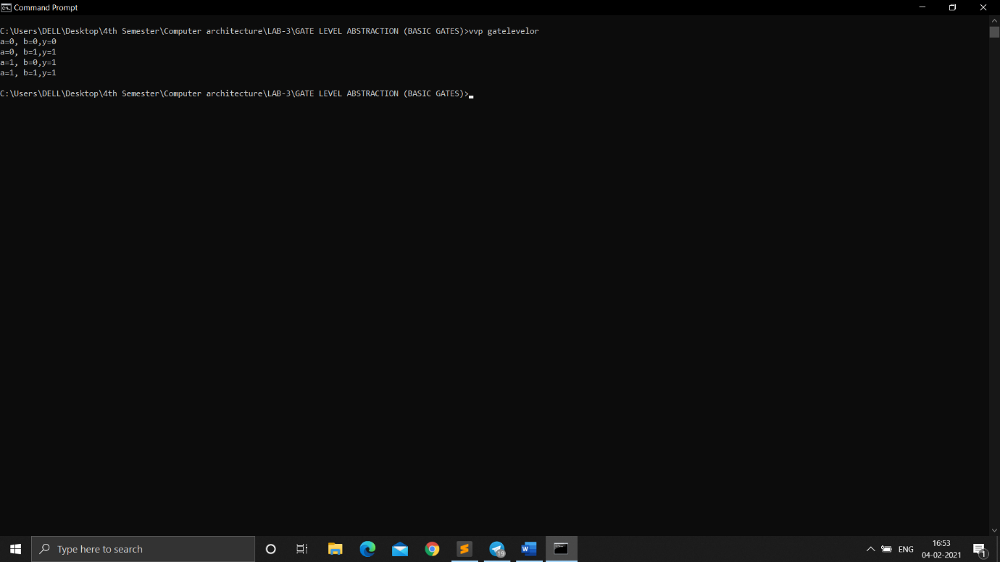 Command Prompt
C:\Users\DELL\Desktop\4th Semester\Computer architecture\LAB-3\GATE LEVEL ABSTRACTION (BASIC GATES)>vvp gatelevelor
a=0, b=0,y=0
a=0, b=1,y=1
a=1, b=0,y=1
a=1, b=1,y=1
C:\Users\DELL\Desktop\4th Semester\Computer architecture\LAB-3\GATE LEVEL ABSTRACTION (BASIC GATES)>
Type here to search
19
W
ENG
16:53
04-02-2021
1